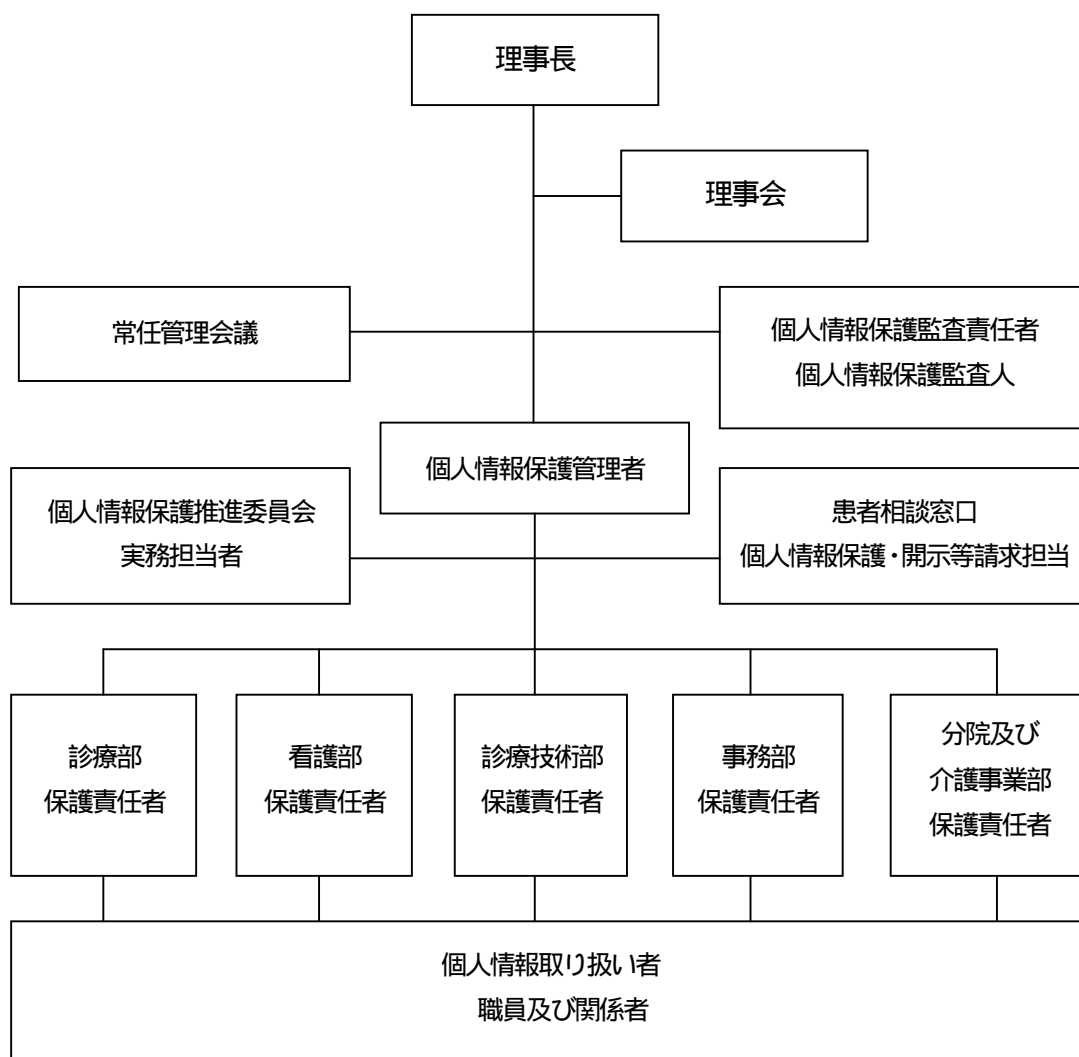 理事長
理事会
常任管理会議
個人情報保護監査責任者
個人情報保護監査人
個人情報保護管理者
個人情報保護推進委員会
実務担当者
患者相談窓口
個人情報保護・開示等請求担当
診療部
保護責任者
看護部
保護責任者
診療技術部
保護責任者
事務部
保護責任者
分院及び
介護事業部
保護責任者
個人情報取り扱い者
職員及び関係者